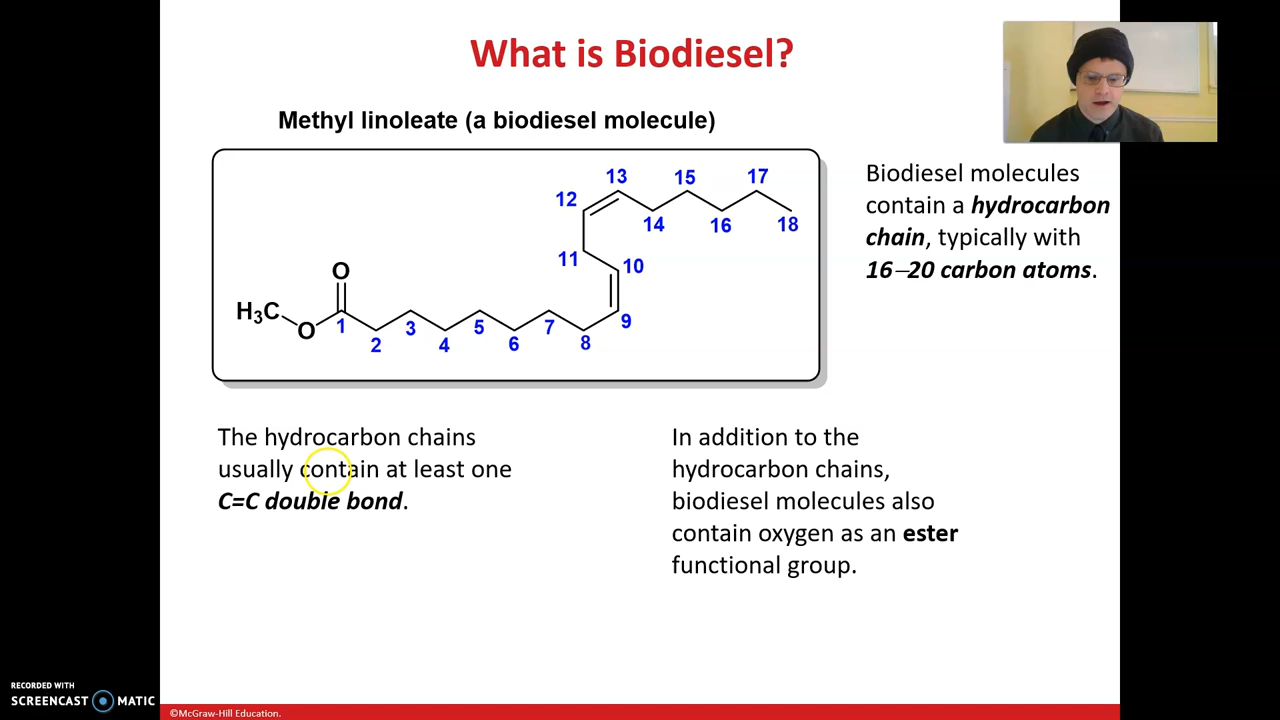 What is Biodiesel?
Methyl linoleate (a biodiesel molecule)
13
15
17
12
14
16
18
11
10
O
H₃C
O
1
3
5
7
9
2
4
6
8
Biodiesel molecules
contain a hydrocarbon
chain, typically with
16–20 carbon atoms.
The hydrocarbon chains
usually contain at least one
C=C double bond.
In addition to the
hydrocarbon chains,
biodiesel molecules also
contain oxygen as an ester
functional group.
RECORDED WITH
SCREENCAST MATIC
©McGraw-Hill Education.